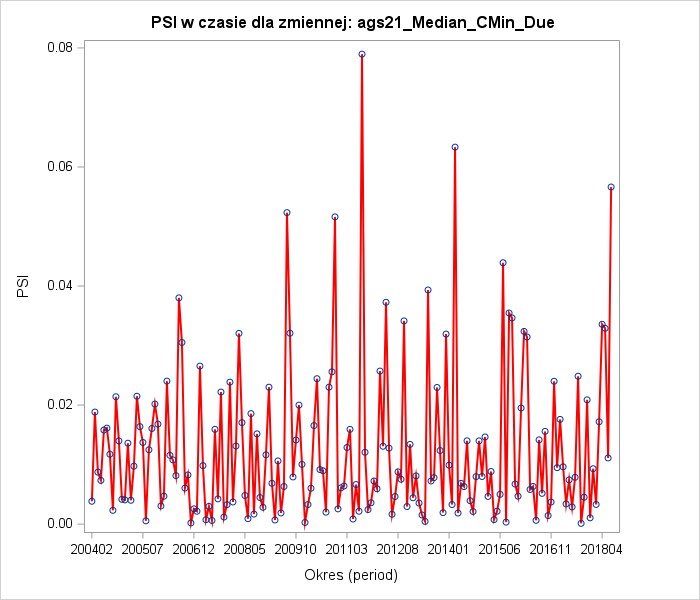 PSI w czasie dla zmiennej: ags21_Median_CMin_Due
0.08
0.06
0.04
0.02
0.00
PSI
200402 200507 200612 200805 200910 201103 201208 201401 201506 201611 201804
Okres (period)